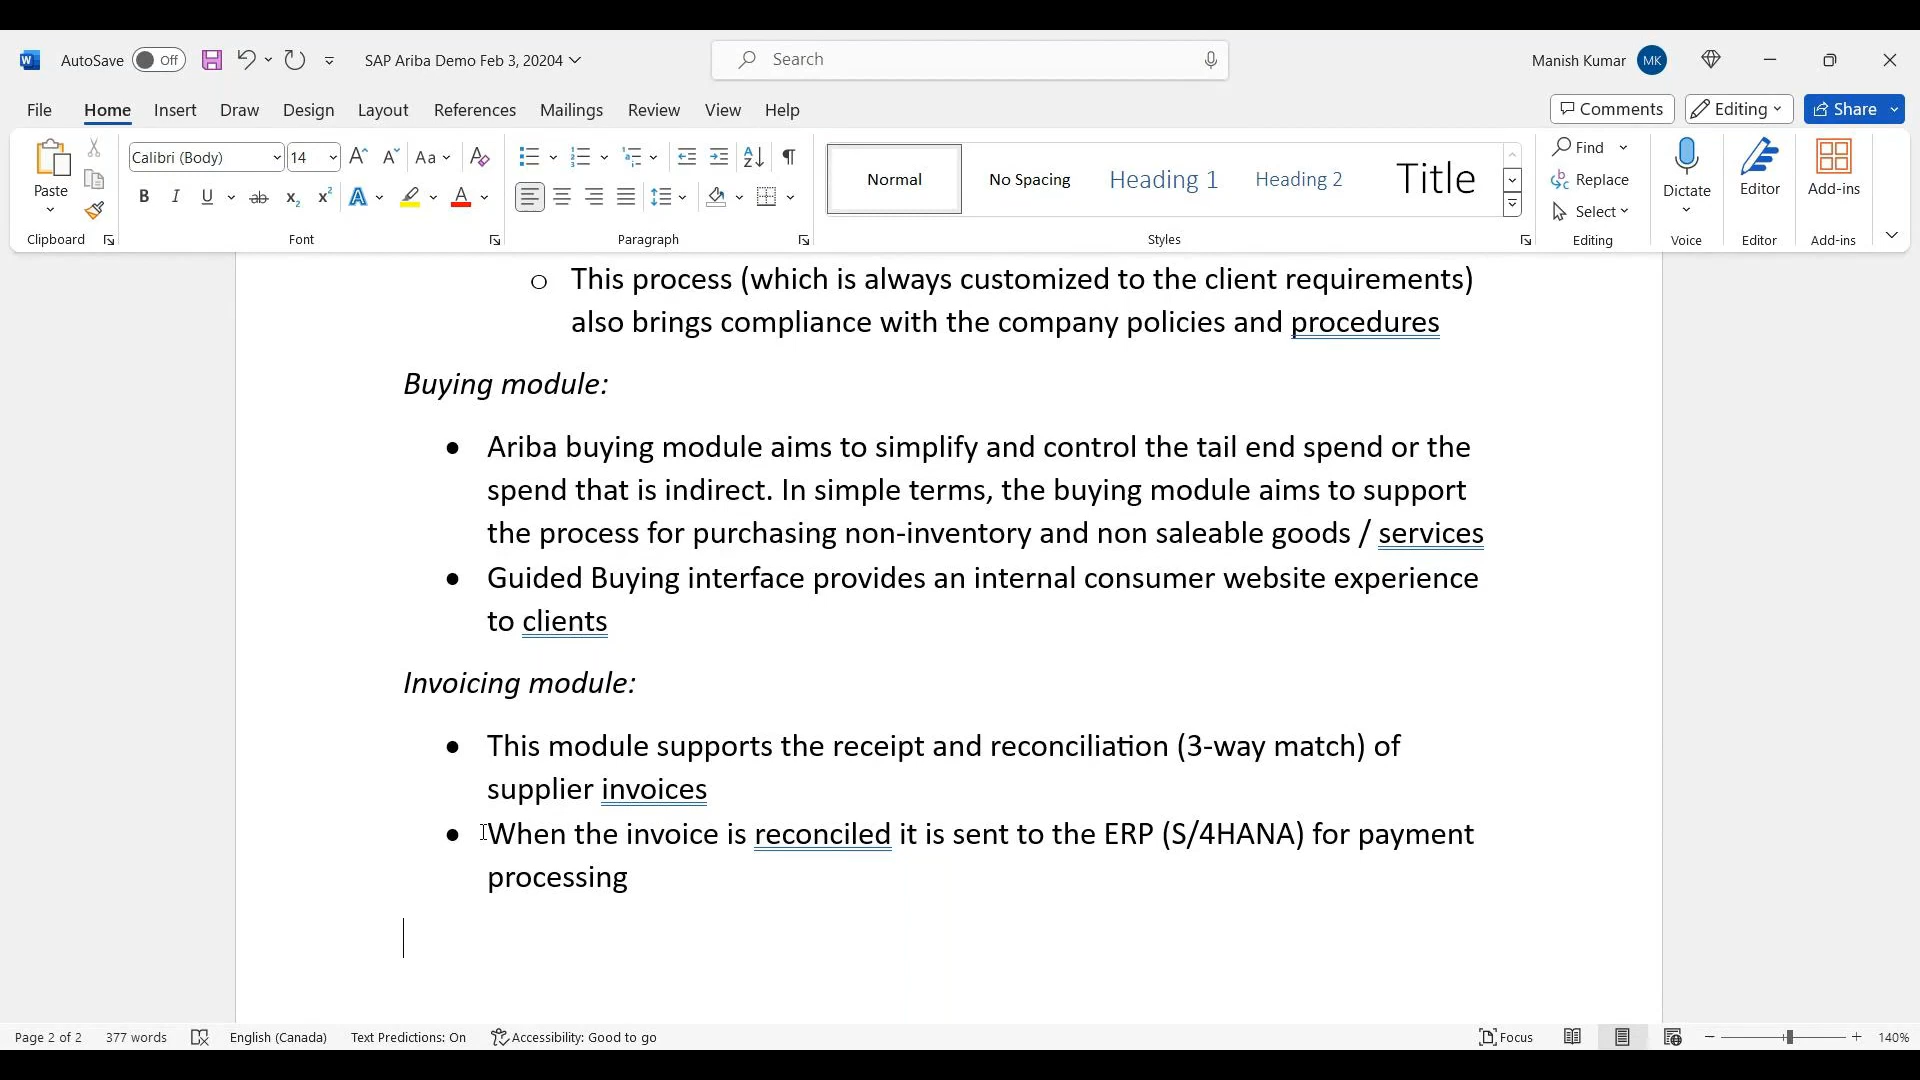 AutoSave Off SAP Ariba Demo Feb 3, 20204 Search Manish Kumar MK
File Home Insert Draw Design Layout References Mailings Review View Help Comments Editing Share
Paste
Clipboard
Calibri (Body) 14
Font
Paragraph
Normal No Spacing Heading 1 Heading 2 Title
Styles
Find
Replace
Select
Editing
Dictate
Voice
Editor
Editor
Add-ins
Add-ins
o This process (which is always customized to the client requirements)
also brings compliance with the company policies and procedures
Buying module:
• Ariba buying module aims to simplify and control the tail end spend or the
spend that is indirect. In simple terms, the buying module aims to support
the process for purchasing non-inventory and non saleable goods / services
• Guided Buying interface provides an internal consumer website experience
to clients
Invoicing module:
• This module supports the receipt and reconciliation (3-way match) of
supplier invoices
• When the invoice is reconciled it is sent to the ERP (S/4HANA) for payment
processing
Page 2 of 2 377 words English (Canada) Text Predictions: On Accessibility: Good to go Focus 140%